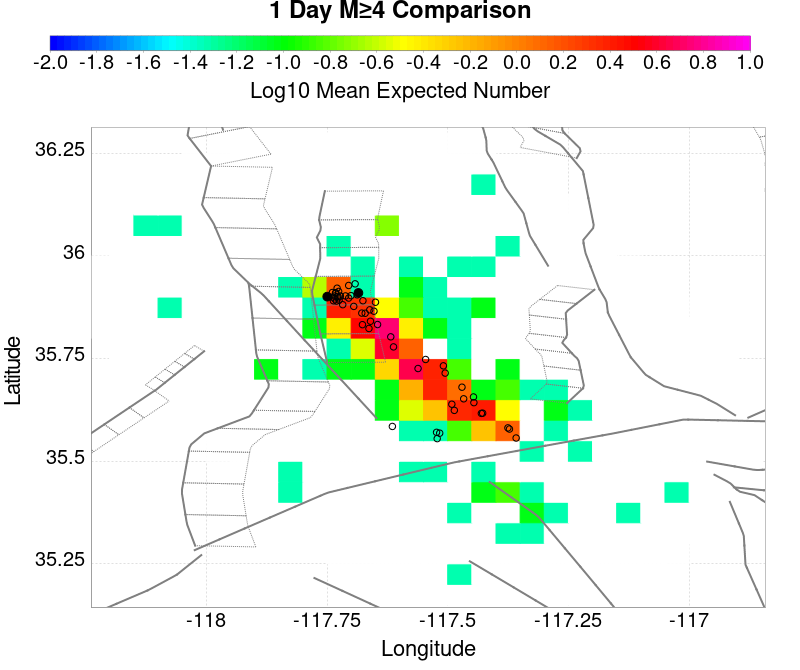 1 Day M≥4 Comparison
-2.0 -1.8 -1.6 -1.4 -1.2 -1.0 -0.8 -0.6 -0.4 -0.2 0.0 0.2 0.4 0.6 0.8 1.0
Log10 Mean Expected Number
36.25
36
35.75
35.5
35.25
Latitude
-118 -117.75 -117.5 -117.25 -117
Longitude